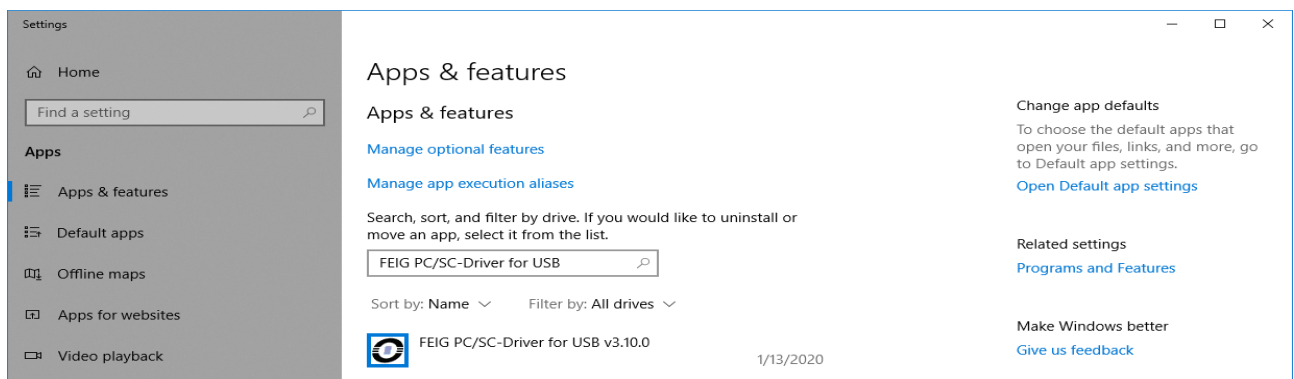 Settings
Home
Find a setting
Apps
Apps & features
Default apps
Offline maps
Apps for websites
Video playback
Apps & features
Apps & features
Manage optional features
Manage app execution aliases
Search, sort, and filter by drive. If you would like to uninstall or
move an app, select it from the list.
FEIG PC/SC-Driver for USB
Sort by: Name Filter by: All drives
FEIG PC/SC-Driver for USB v3.10.0
1/13/2020
Change app defaults
To choose the default apps that
open your files, links, and more, go
to Default app settings.
Open Default app settings
Related settings
Programs and Features
Make Windows better
Give us feedback